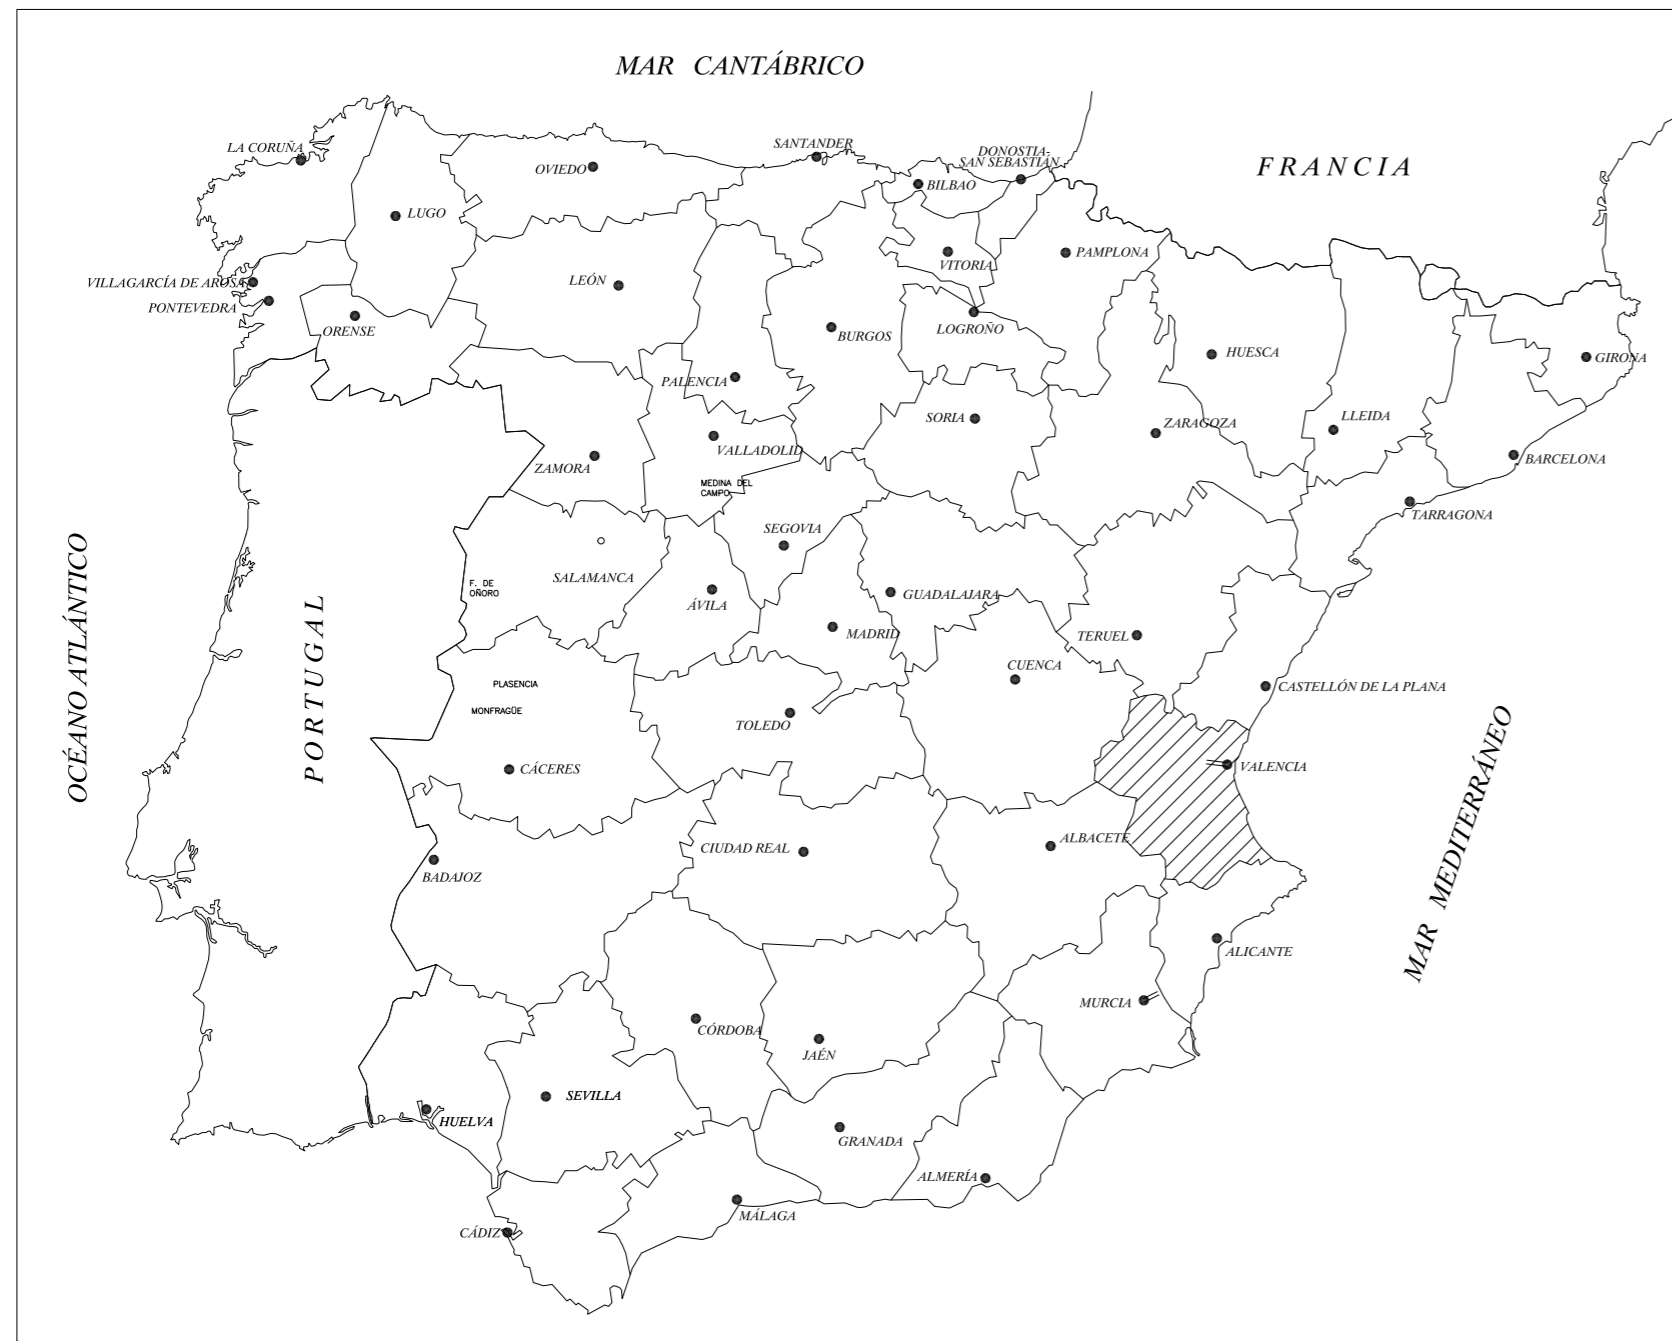 MAR CANTÁBRICO
LA CORUÑA
SANTANDER
DONOSTIA-
SAN SEBASTIÁN
FRANCIA
OVIEDO
BILBAO
LUGO
VITORIA
PAMPLONA
VILLAGARCÍA DE AROSA
LEÓN
PONTEVEDRA
ORENSE
BURGOS
LOGROÑO
HUESCA
GIRONA
PALENCIA
SORIA
ZARAGOZA
LLEIDA
VALLADOLID
ZAMORA
BARCELONA
MEDINA DEL
CAMPO
TARRAGONA
SEGOVIA
SALAMANCA
F. DE
OÑORO
ÁVILA
GUADALAJARA
MADRID
TERUEL
OCÉANO ATLÁNTICO
PORTUGAL
CUENCA
PLASENCIA
CASTELLÓN DE LA PLANA
MONFRAGÜE
TOLEDO
CÁCERES
VALENCIA
MAR MEDITERRÁNEO
ALBACETE
CIUDAD REAL
BADAJOZ
ALICANTE
MURCIA
CÓRDOBA
JAÉN
SEVILLA
HUELVA
GRANADA
ALMERÍA
MÁLAGA
CÁDIZ